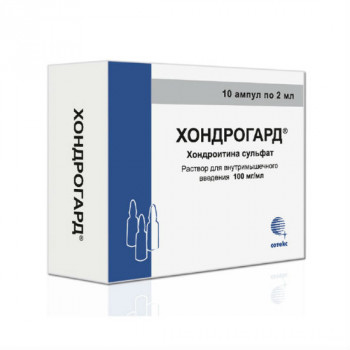 10 ампул по 2 мл
ХОНДРОГАРД®
Хондроитина сульфат
Раствор для внутримышечного
введения 100 мг/мл
сотекс
ХОНДРОГАРД®